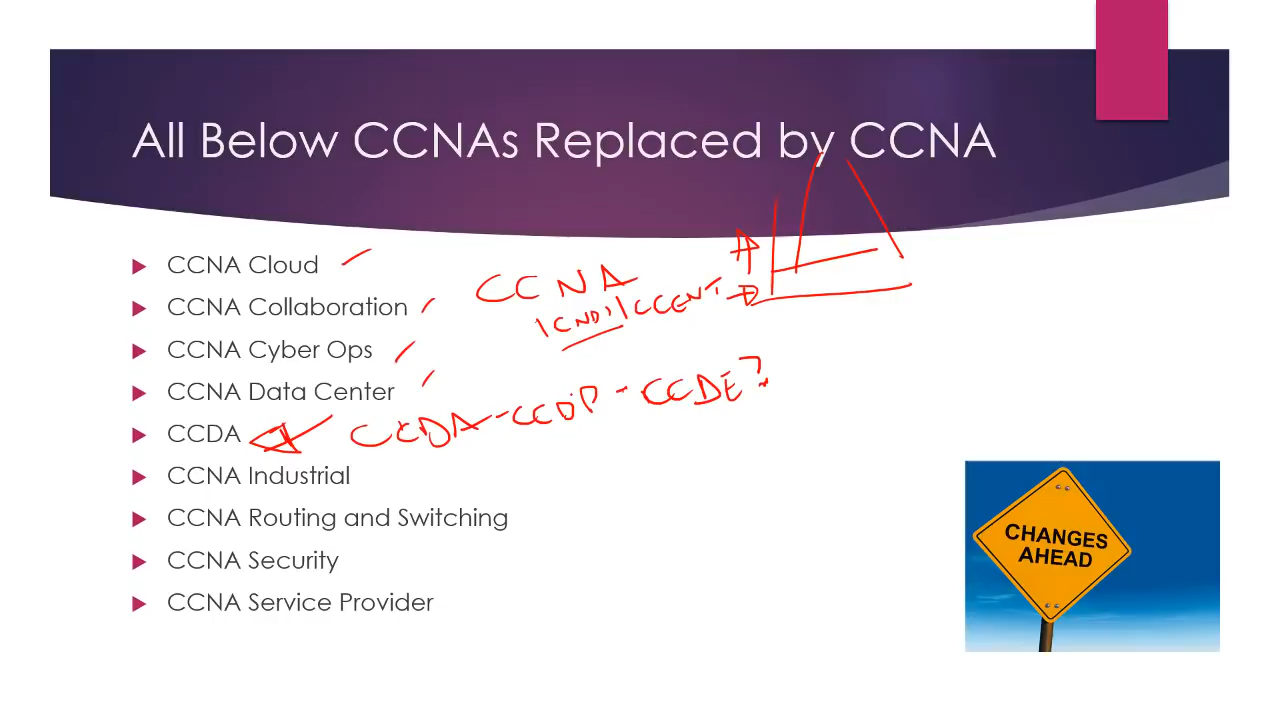 All Below CCNAs Replaced by CCNA
CCNA Cloud
CCNA Collaboration
CCNA Cyber Ops
CCNA Data Center
CCDA
CCNA Industrial
CCNA Routing and Switching
CCNA Security
CCNA Service Provider
CCNA
CCENT
CCDA - CCDP - CCDE?
CHANGES
AHEAD